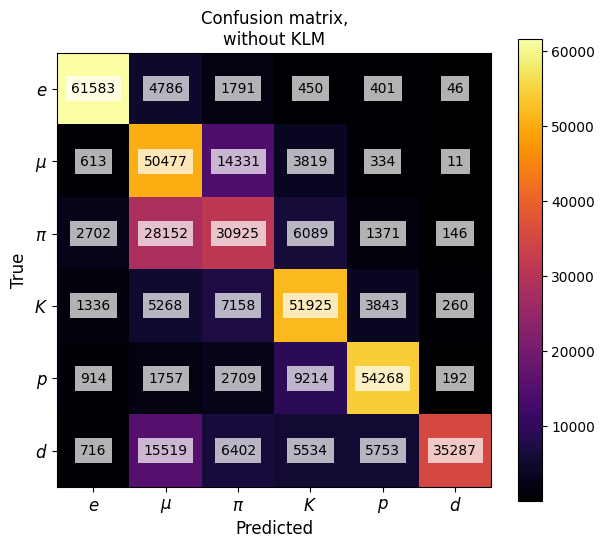 Confusion matrix,
without KLM
True
e 61583 4786 1791 450 401 46
μ 613 50477 14331 3819 334 11
π 2702 28152 30925 6089 1371 146
K 1336 5268 7158 51925 3843 260
p 914 1757 2709 9214 54268 192
d 716 15519 6402 5534 5753 35287
e μ π K p d
Predicted
60000
50000
40000
30000
20000
10000